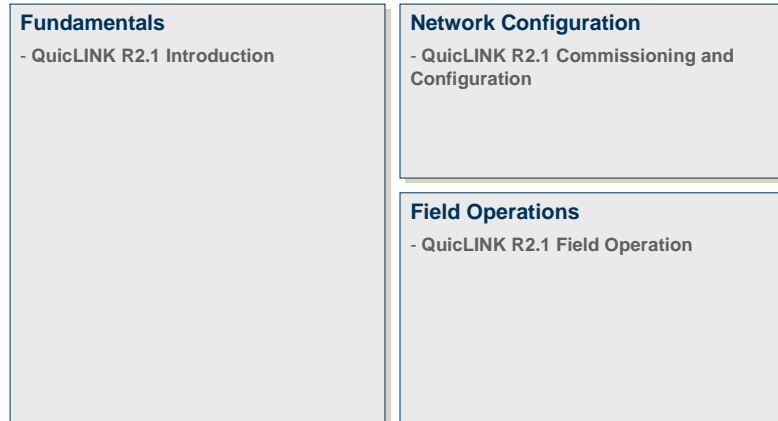 Fundamentals
- QuicLINK R2.1 Introduction
Network Configuration
- QuicLINK R2.1 Commissioning and
Configuration
Field Operations
- QuicLINK R2.1 Field Operation